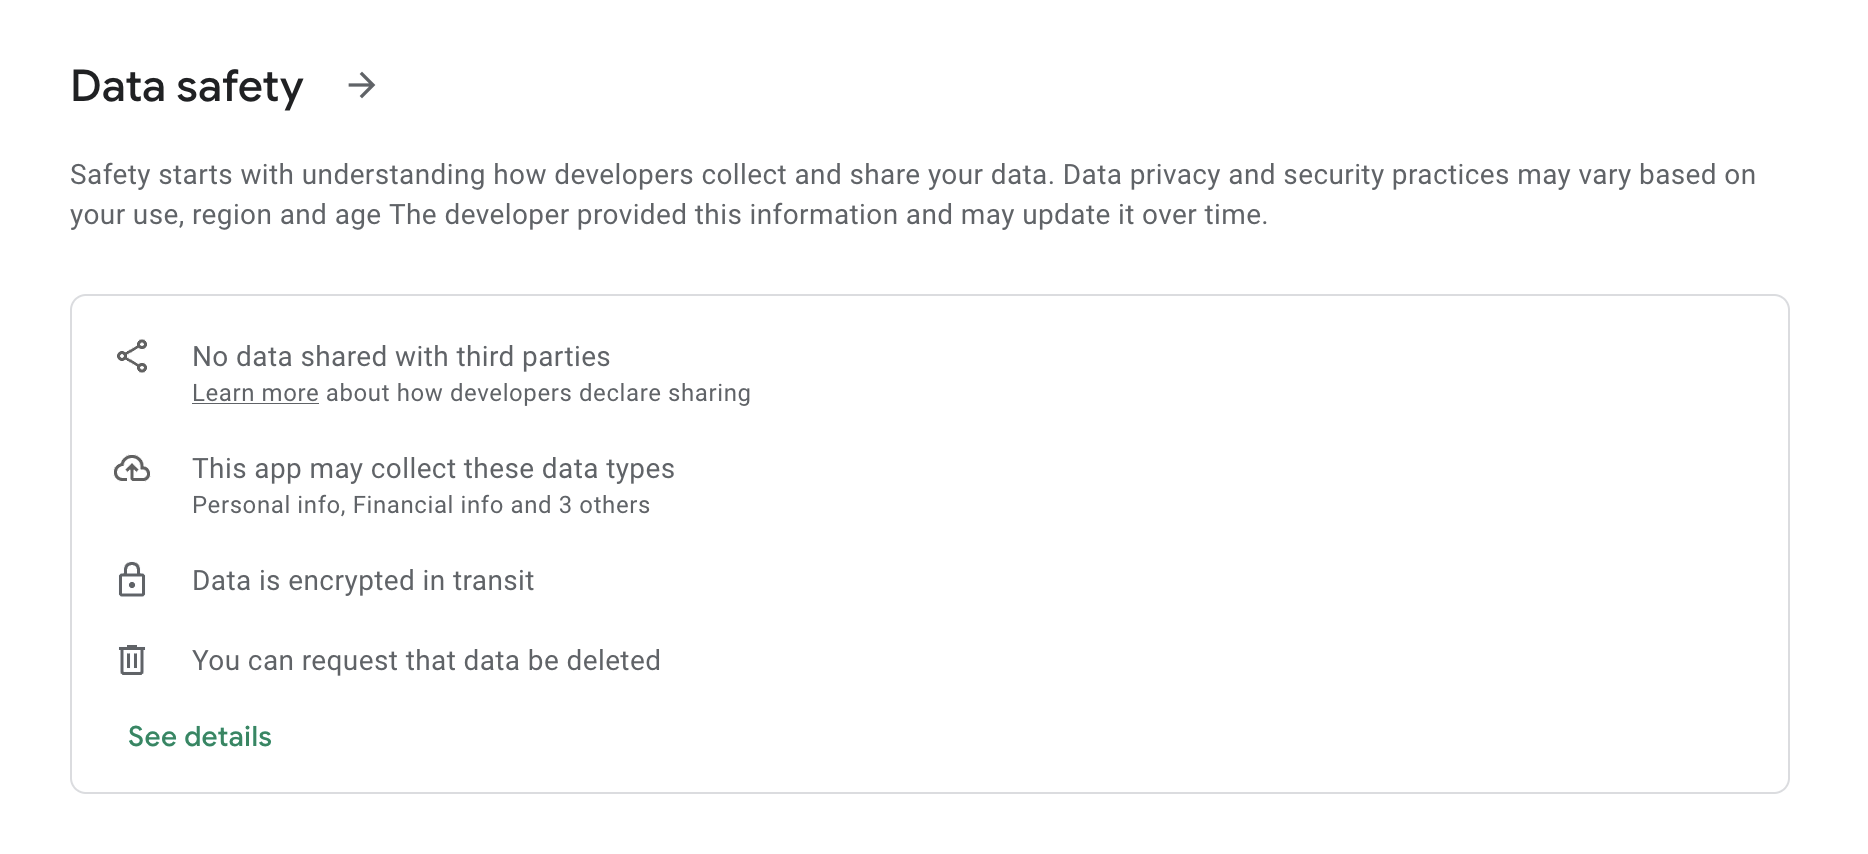 Data safety
Safety starts with understanding how developers collect and share your data. Data privacy and security practices may vary based on
your use, region and age The developer provided this information and may update it over time.
No data shared with third parties
Learn more about how developers declare sharing
This app may collect these data types
Personal info, Financial info and 3 others
Data is encrypted in transit
You can request that data be deleted
See details